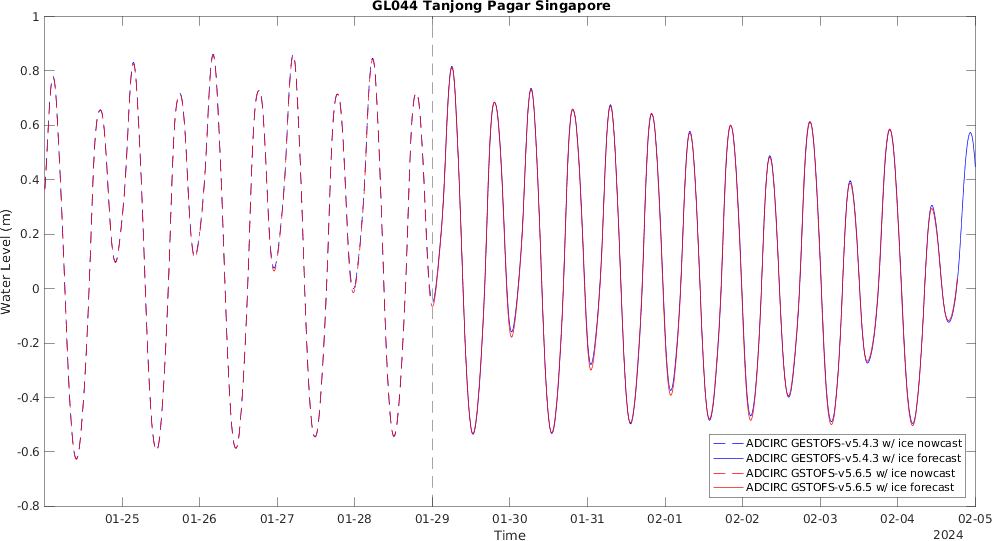 GL044 Tanjong Pagar Singapore
1
0.8
0.6
0.4
0.2
0
-0.2
-0.4
-0.6
-0.8
Water Level (m)
ADCIRC GESTOFS-v5.4.3 w/ ice nowcast
ADCIRC GESTOFS-v5.4.3 w/ ice forecast
ADCIRC GSTOFS-v5.6.5 w/ ice nowcast
ADCIRC GSTOFS-v5.6.5 w/ ice forecast
01-25 01-26 01-27 01-28 01-29 01-30 01-31 02-01 02-02 02-03 02-04 02-05
Time
2024